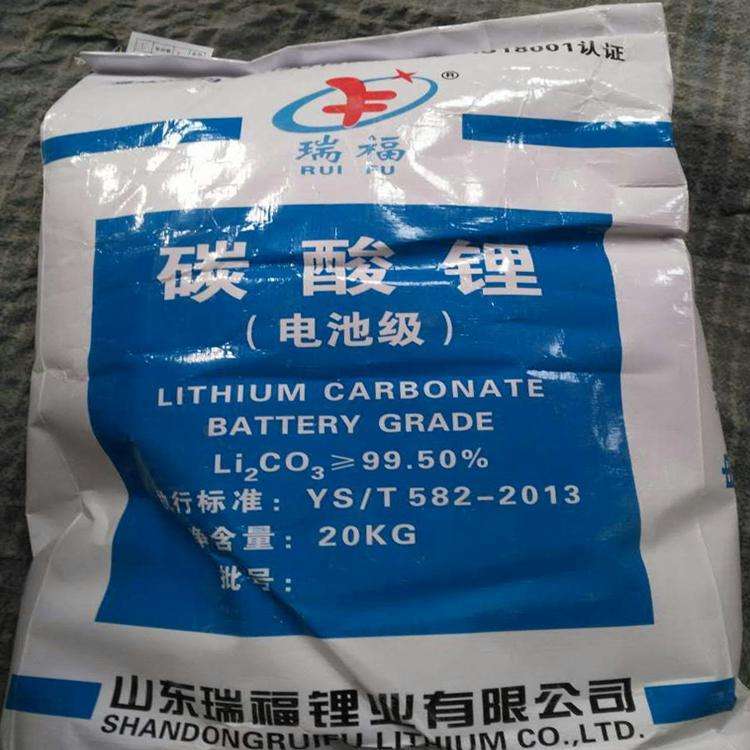 18001认证
®
瑞福
RUI FU
碳酸锂
（电池级）
LITHIUM CARBONATE
BATTERY GRADE
Li₂CO₃≥99.50%
执行标准：YS/T 582-2013
净含量：20KG
批号：
山东瑞福锂业有限公司
SHANDONGRUIFU LITHIUM CO.,LTD.